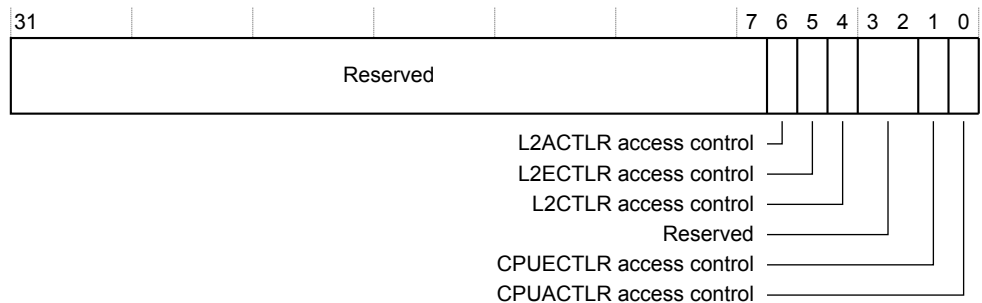 31 7 6 5 4 3 2 1 0
Reserved
L2ACTLR access control
L2ECTLR access control
L2CTLR access control
Reserved
CPUECTLR access control
CPUACTLR access control